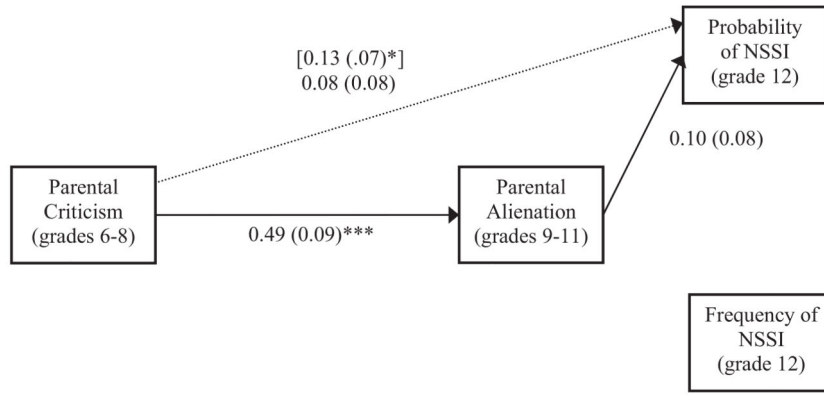 Probability
of NSSI
(grade 12)
[0.13 (.07)*]
0.08 (0.08)
0.10 (0.08)
Parental
Criticism
(grades 6-8)
Parental
Alienation
(grades 9-11)
0.49 (0.09)***
Frequency of
NSSI
(grade 12)